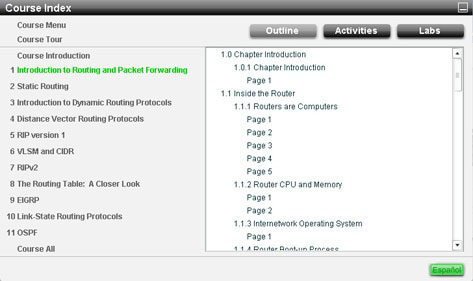 Course Index
Course Menu
Course Tour
Course Introduction
1 Introduction to Routing and Packet Forwarding
2 Static Routing
3 Introduction to Dynamic Routing Protocols
4 Distance Vector Routing Protocols
5 RIP version 1
6 VLSM and CIDR
7 RIPv2
8 The Routing Table: A Closer Look
9 EIGRP
10 Link-State Routing Protocols
11 OSPF
Course All
Outline
Activities
Labs
1.0 Chapter Introduction
1.0.1 Chapter Introduction
Page 1
1.1 Inside the Router
1.1.1 Routers are Computers
Page 1
Page 2
Page 3
Page 4
Page 5
1.1.2 Router CPU and Memory
Page 1
Page 2
1.1.3 Internetwork Operating System
Page 1
1.1.4 Router Boot-up Process
Español